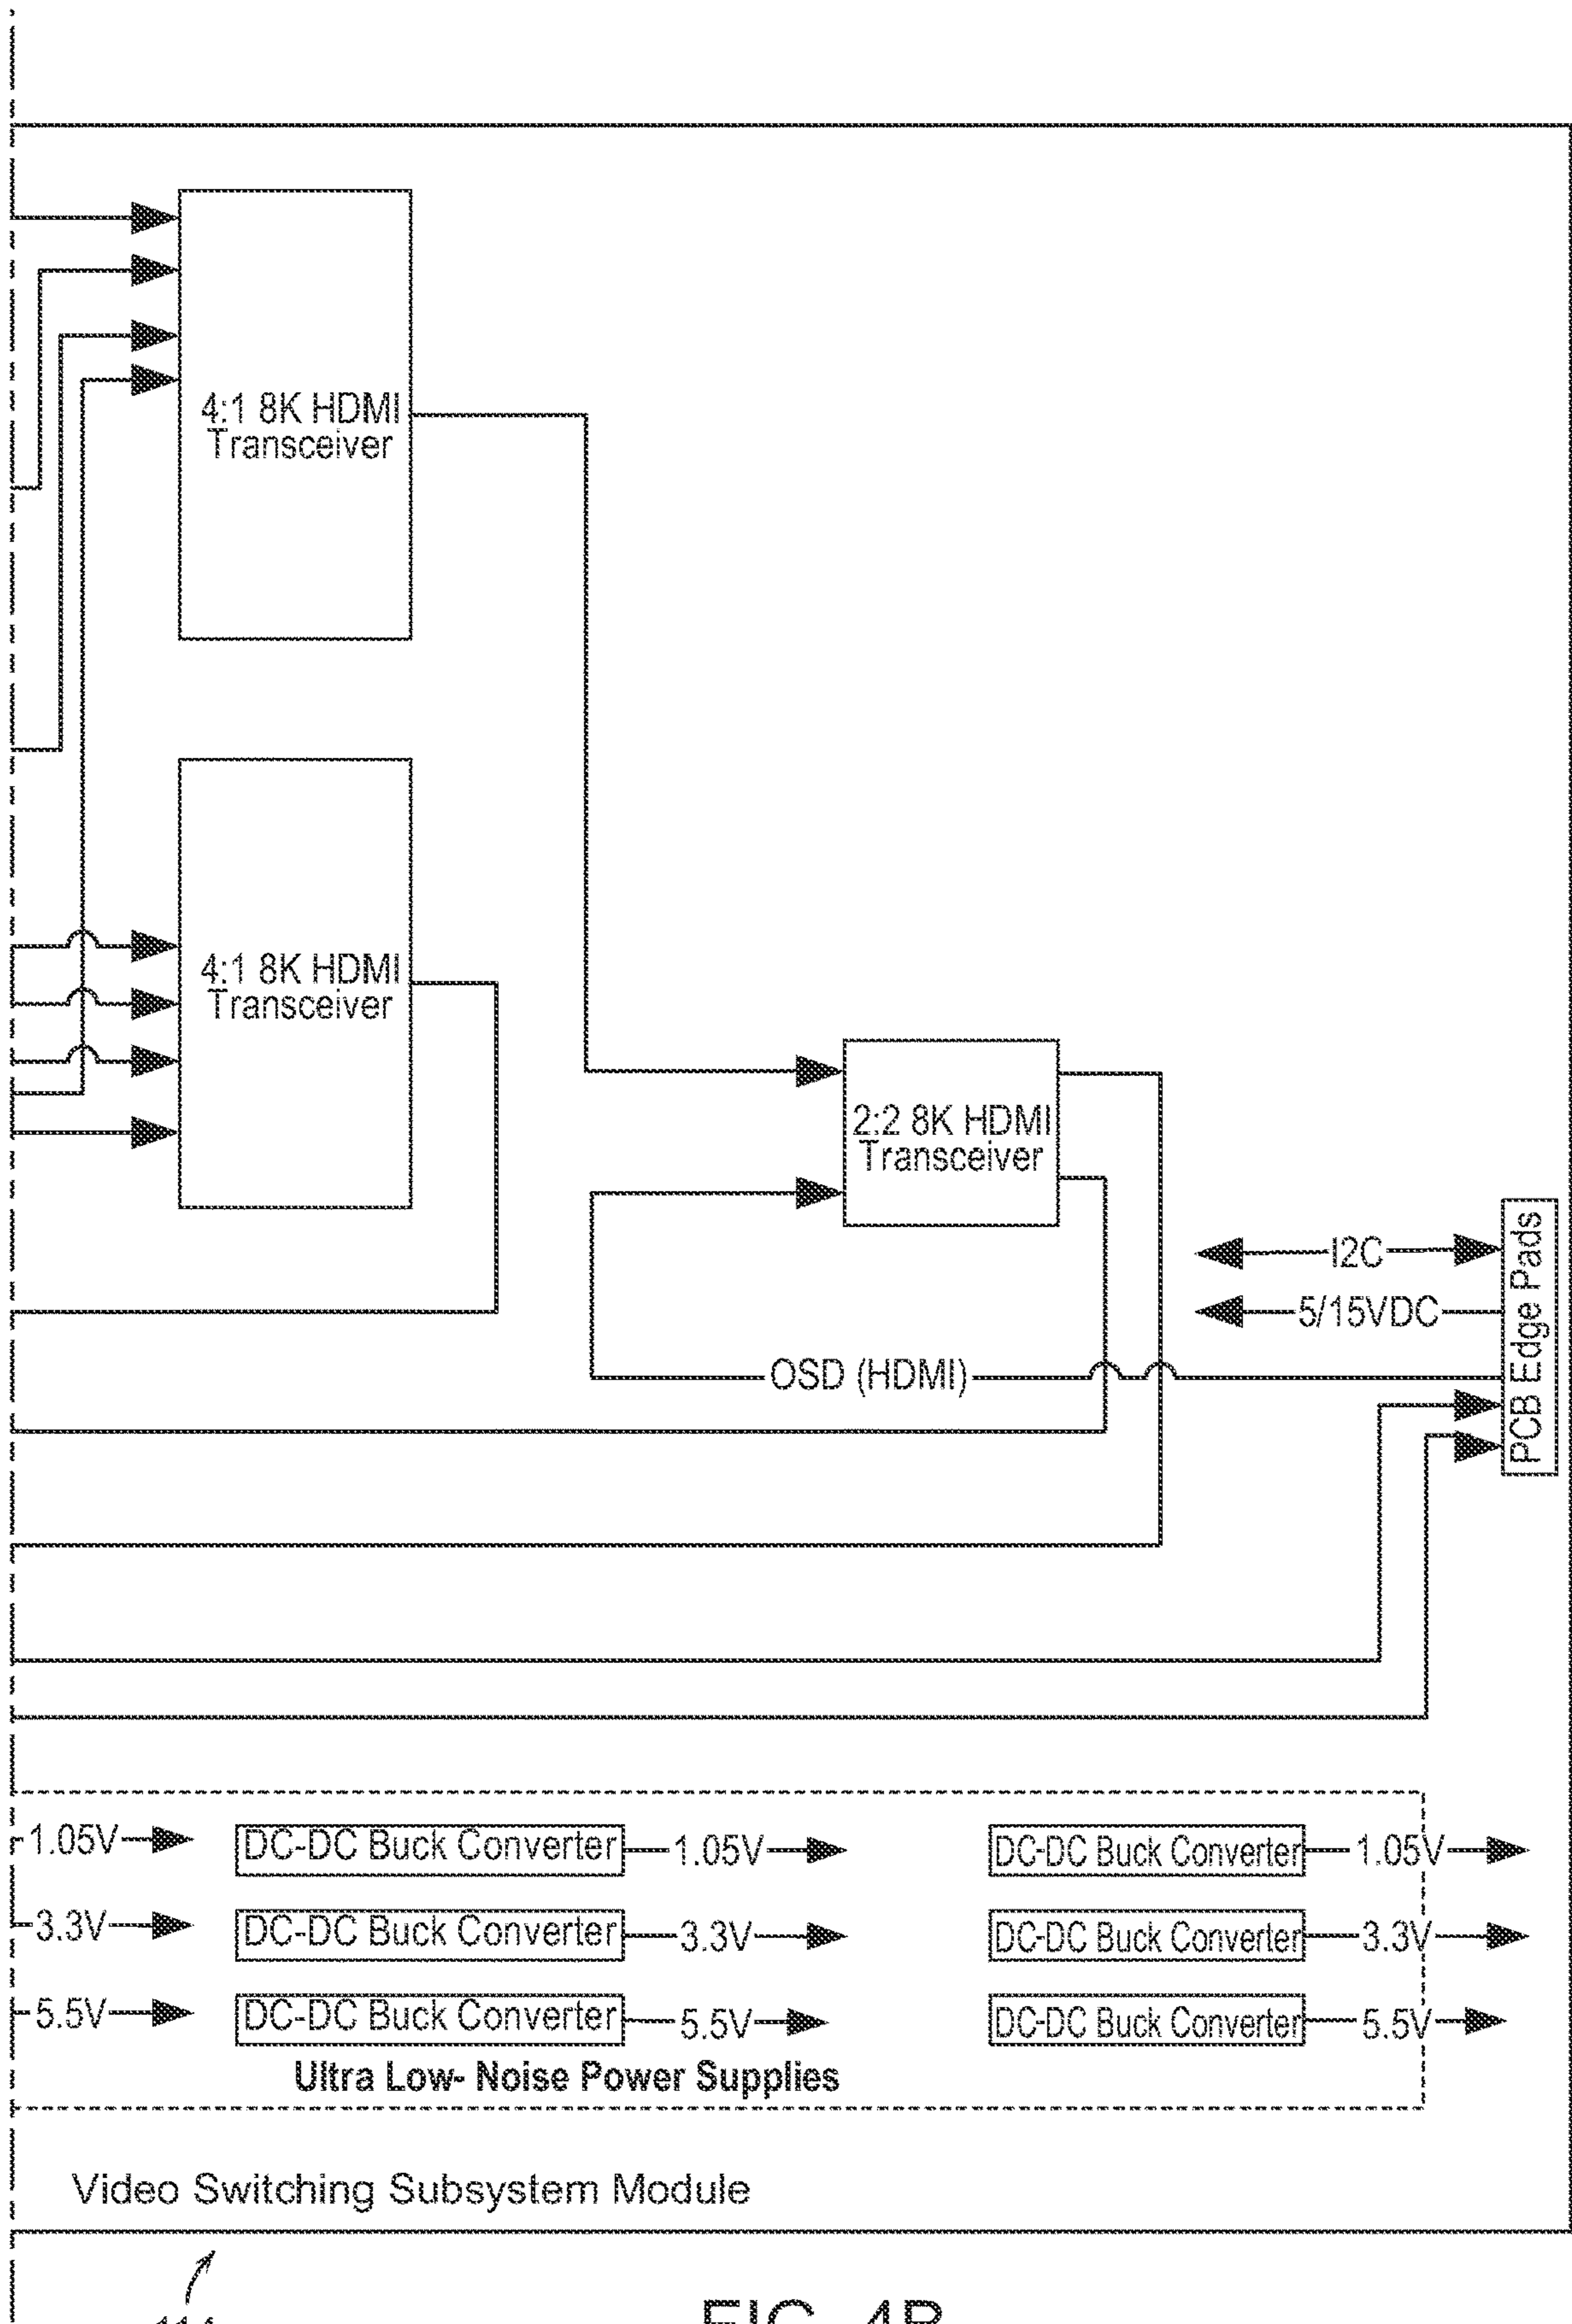 4:1 8K HDMI
Transceiver
4:1 8K HDMI
Transceiver
2:2 8K HDMI
Transceiver
PCB Edge Pads
I2C
5/15VDC
OSD (HDMI)
1.05V
DC-DC Buck Converter
1.05V
DC-DC Buck Converter
1.05V
3.3V
DC-DC Buck Converter
3.3V
DC-DC Buck Converter
3.3V
5.5V
DC-DC Buck Converter
5.5V
DC-DC Buck Converter
5.5V
Ultra Low- Noise Power Supplies
Video Switching Subsystem Module
FIG. 4B